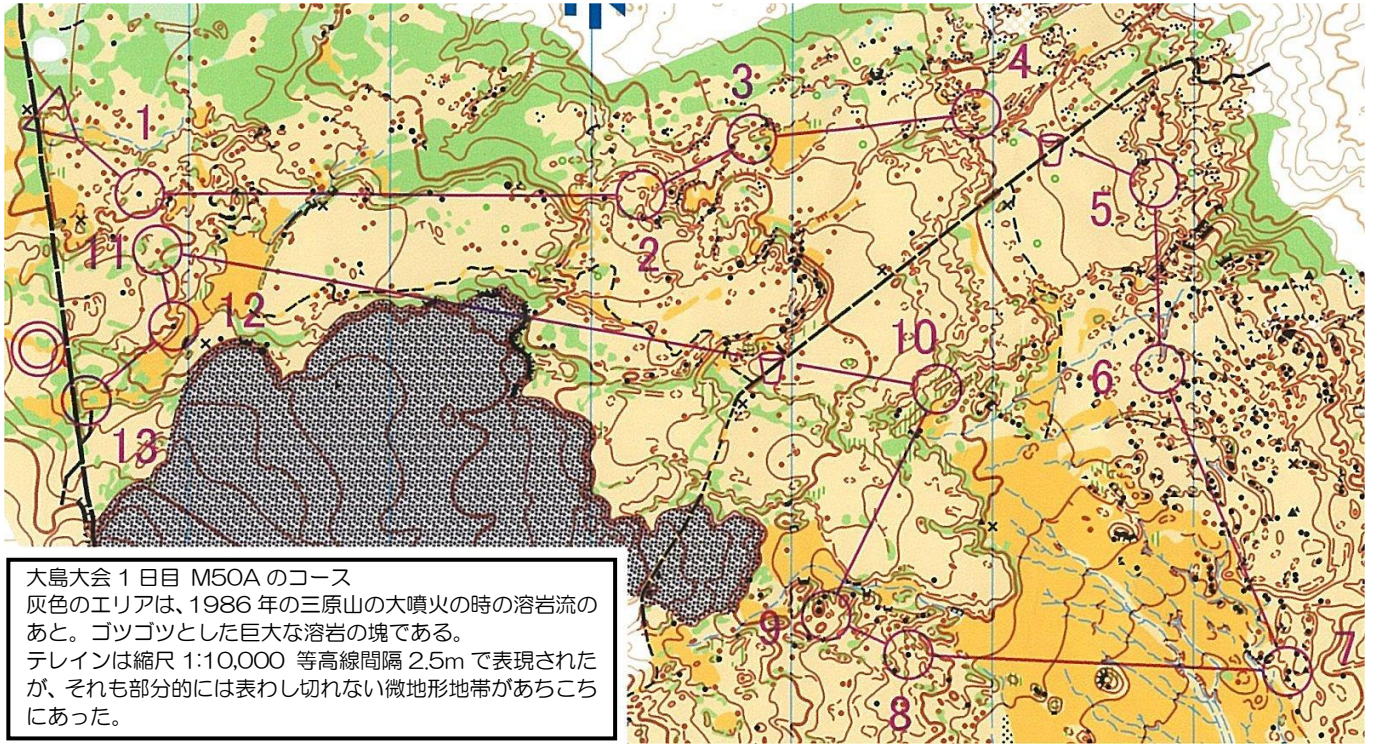 1
3
4
5
2
11
12
10
6
13
9
8
7
大島大会 1 日目 M50A のコース
灰色のエリアは、1986 年の三原山の大噴火の時の溶岩流の
あと。ゴツゴツとした巨大な溶岩の塊である。
テレインは縮尺 1:10,000 等高線間隔 2.5m で表現された
が、それも部分的には表わし切れない微地形地帯があちこち
にあった。